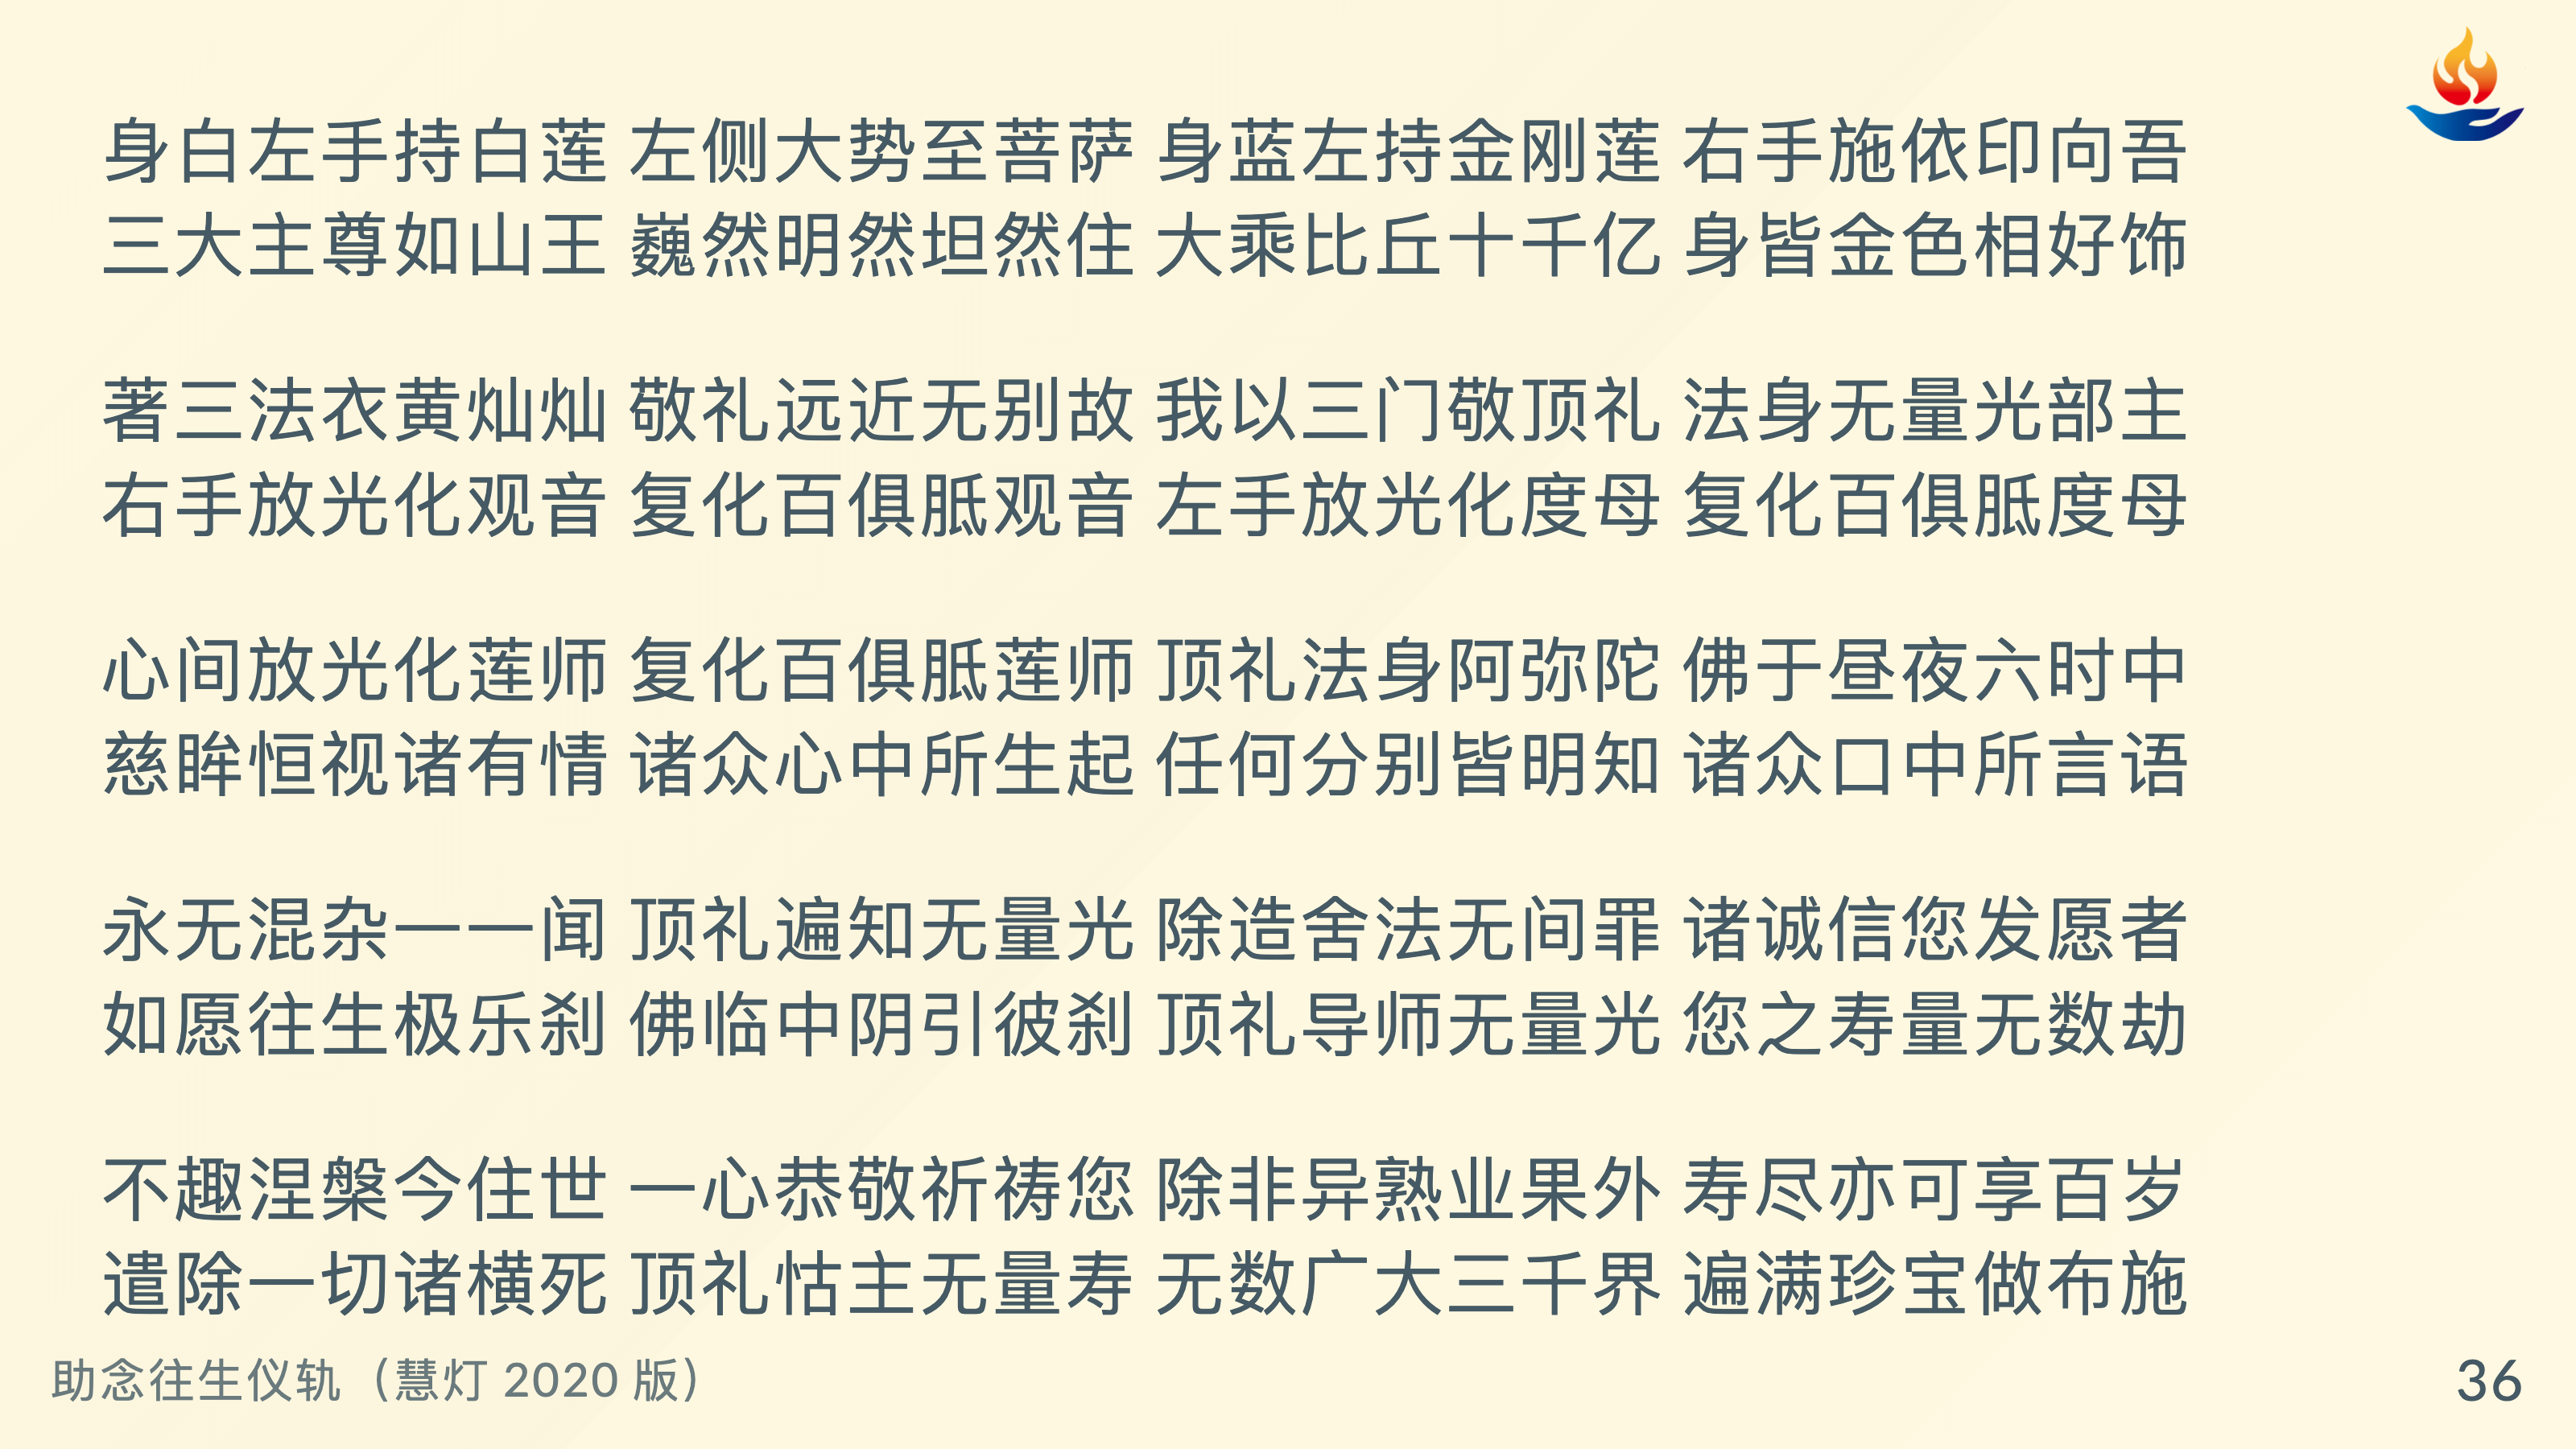 身白左手持白莲 左侧大势至菩萨 身蓝左持金刚莲 右手施依印向吾
三大主尊如山王 巍然明然坦然住 大乘比丘十千亿 身皆金色相好饰
著三法衣黄灿灿 敬礼远近无别故 我以三门敬顶礼 法身无量光部主
右手放光化观音 复化百俱胝观音 左手放光化度母 复化百俱胝度母
心间放光化莲师 复化百俱胝莲师 顶礼法身阿弥陀 佛于昼夜六时中
慈眸恒视诸有情 诸众心中所生起 任何分别皆明知 诸众口中所言语
永无混杂一一闻 顶礼遍知无量光 除造舍法无间罪 诸诚信您发愿者
如愿往生极乐刹 佛临中阴引彼刹 顶礼导师无量光 您之寿量无数劫
不趣涅槃今住世 一心恭敬祈祷您 除非异熟业果外 寿尽亦可享百岁
遣除一切诸横死 顶礼怙主无量寿 无数广大三千界 遍满珍宝做布施
助念往生仪轨（慧灯 2020 版）
36